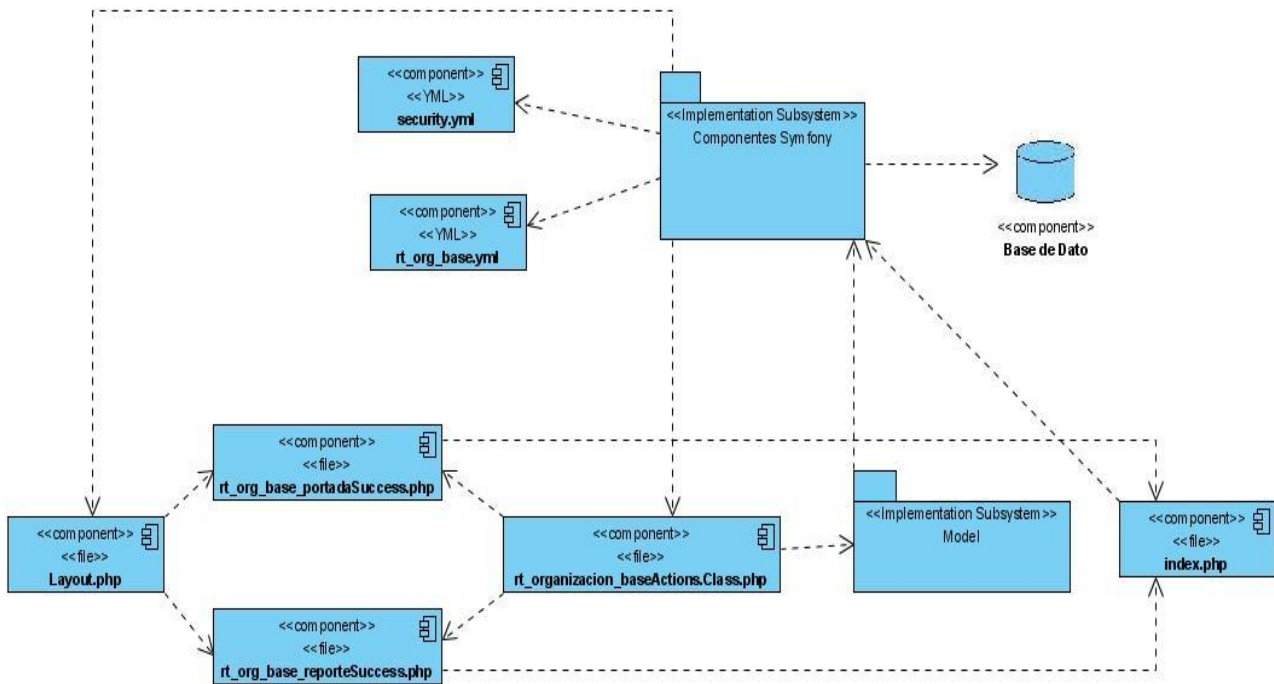 <<component>>
<<YML>>
security.yml
<<Implementation Subsystem>>
Componentes Symfony
<<component>>
<<YML>>
rt_org_base.yml
<<component>>
Base de Dato
<<component>>
<<file>>
rt_org_base_portadaSuccess.php
<<component>>
<<file>>
Layout.php
<<component>>
<<file>>
rt_organizacion_baseActions.Class.php
<<Implementation Subsystem>>
Model
<<component>>
<<file>>
index.php
<<component>>
<<file>>
rt_org_base_reporteSuccess.php